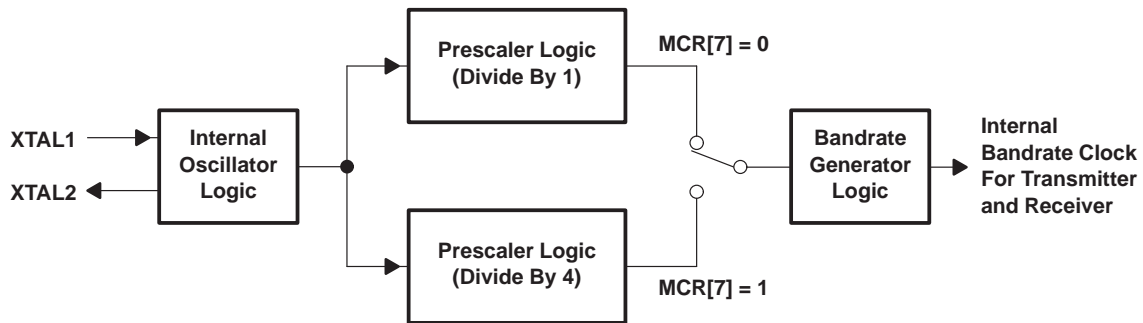 Prescaler Logic
(Divide By 1)
MCR[7] = 0
XTAL1
XTAL2
Internal
Oscillator
Logic
Bandrate
Generator
Logic
Internal
Bandrate Clock
For Transmitter
and Receiver
Prescaler Logic
(Divide By 4)
MCR[7] = 1